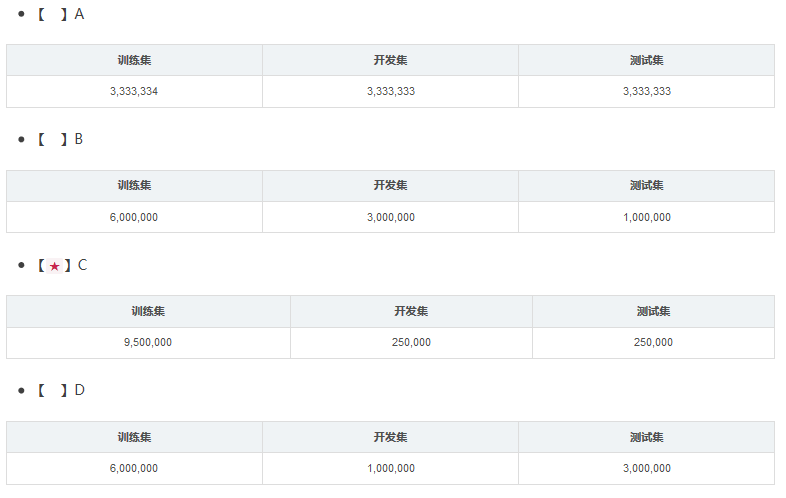 • 【 】A
训练集 开发集 测试集
3,333,334 3,333,333 3,333,333
• 【 】B
训练集 开发集 测试集
6,000,000 3,000,000 1,000,000
• 【★】C
训练集 开发集 测试集
9,500,000 250,000 250,000
• 【 】D
训练集 开发集 测试集
6,000,000 1,000,000 3,000,000